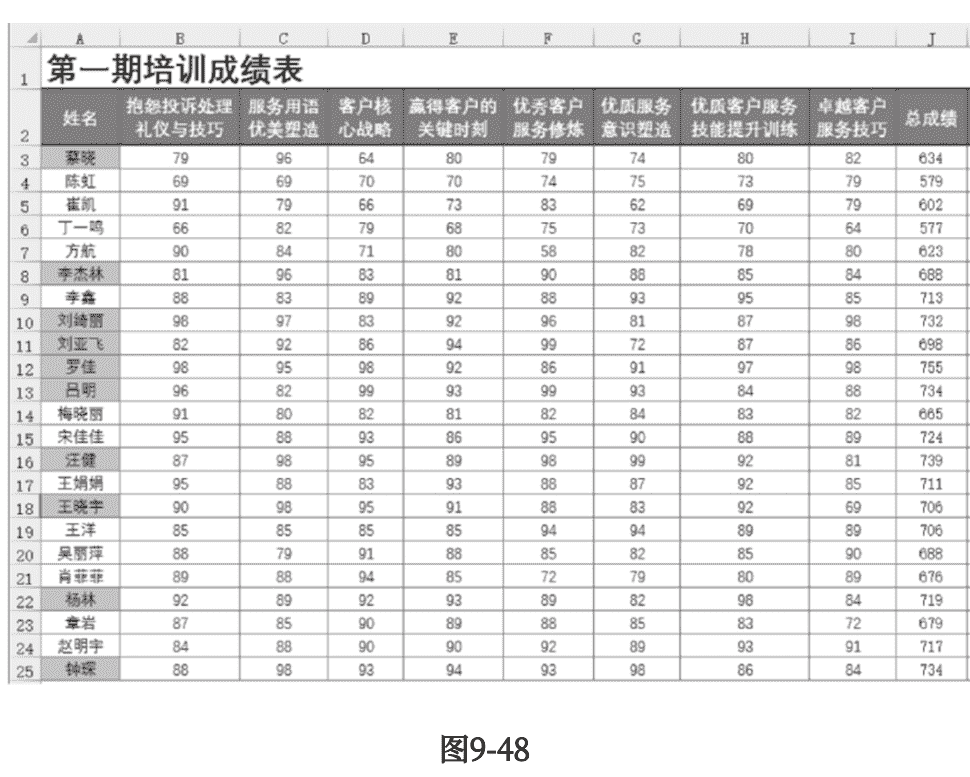 A B C D E F G H I J
1 第一期培训成绩表
2 姓名 抱怨投诉处理礼仪与技巧 服务用语优美塑造 客户核心战略 赢得客户的关键时刻 优秀客户服务修炼 优质服务意识塑造 优质客户服务技能提升训练 卓越客户服务技巧 总成绩
3 蔡晓 79 96 64 80 79 74 80 82 634
4 陈虹 69 69 70 70 74 75 73 79 579
5 崔凯 91 79 66 73 83 62 69 79 602
6 丁一鸣 66 82 79 68 75 73 70 64 577
7 方航 90 84 71 80 58 82 78 80 623
8 李杰林 81 96 83 81 90 88 85 84 688
9 李鑫 88 83 89 92 88 93 95 85 713
10 刘绮丽 98 97 83 92 96 81 87 98 732
11 刘亚飞 82 92 86 94 99 72 87 86 698
12 罗佳 98 95 98 92 86 91 97 98 755
13 吕明 96 82 99 93 99 93 84 88 734
14 梅晓丽 91 80 82 81 82 84 83 82 665
15 宋佳佳 95 88 93 86 95 90 88 89 724
16 汪健 87 98 95 89 98 99 92 81 739
17 王娟娟 95 88 83 93 88 87 92 85 711
18 王晓宇 90 98 95 91 88 83 92 69 706
19 王洋 85 85 85 85 94 94 89 89 706
20 吴丽萍 88 79 91 88 85 82 85 90 688
21 肖菲菲 89 88 94 85 72 79 80 89 676
22 杨林 92 89 92 93 89 82 98 84 719
23 章岩 87 85 90 89 88 85 83 72 679
24 赵明宇 84 88 90 90 92 89 93 91 717
25 钟琛 88 98 93 94 93 98 86 84 734
图9-48